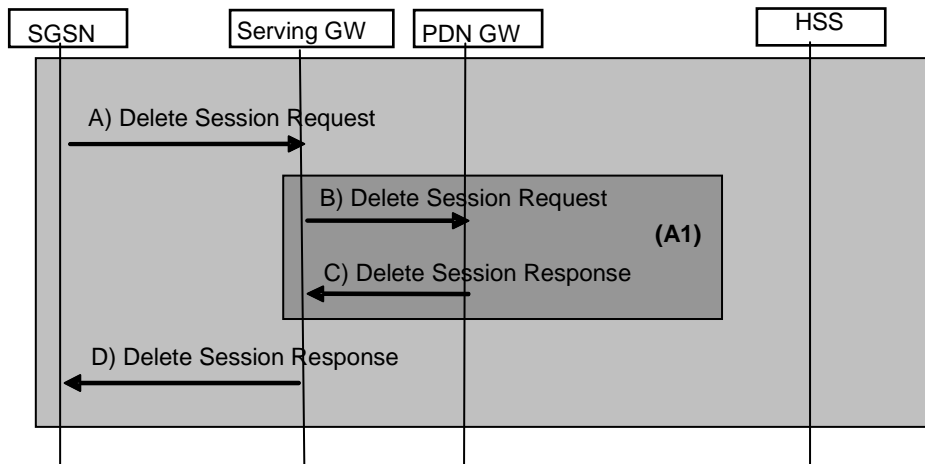 SGSN
Serving GW
PDN GW
HSS
A) Delete Session Request
B) Delete Session Request
(A1)
C) Delete Session Response
D) Delete Session Response